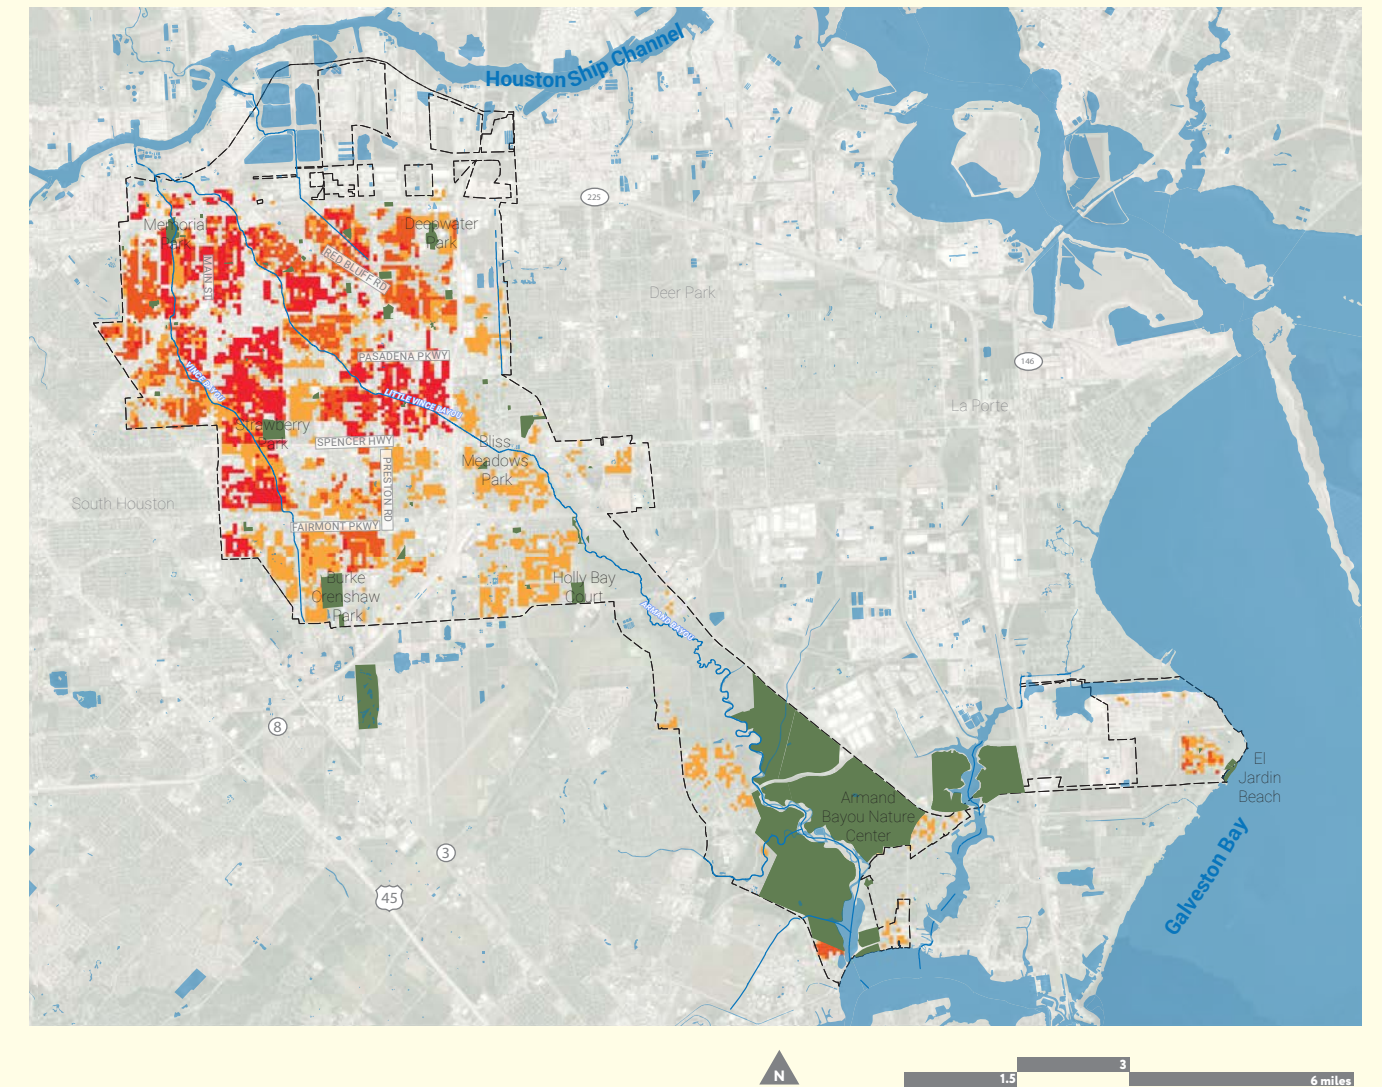 Houston Ship Channel
225
Memorial
Park
Deepwater
Park
MAIN ST
RED BLUFF RD
Deer Park
PASADENA PKWY
146
VINCE BAYOU
LITTLE VINCE BAYOU
La Porte
Strawberry
Park
SPENCER HWY
Bliss
Meadows
Park
PRESTON RD
South Houston
FAIRMONT PKWY
Burke
Crenshaw
Park
Holly Bay
Court
ARMAND BAYOU
8
El
Jardin
Beach
Armand
Bayou Nature
Center
3
45
Galveston Bay
N
1.5
3
6 miles